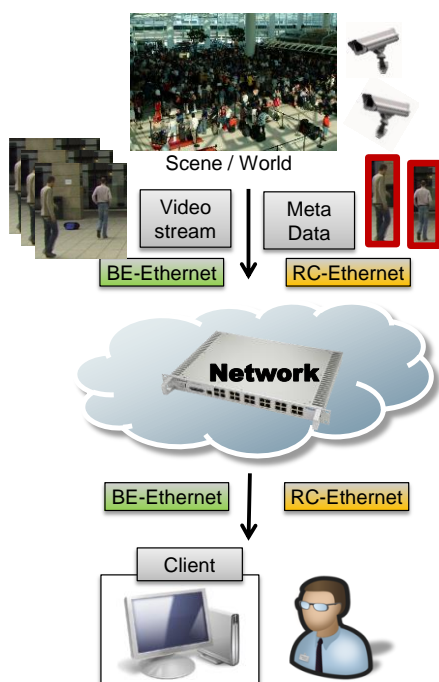 Scene / World
Video
stream
Meta
Data
BE-Ethernet
RC-Ethernet
Network
BE-Ethernet
RC-Ethernet
Client